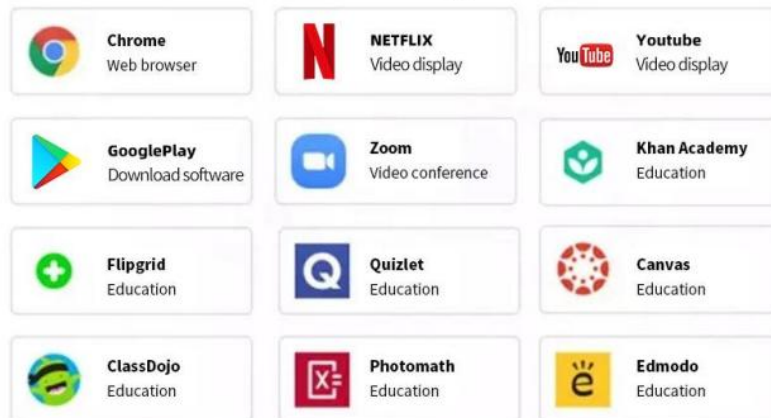 Chrome
Web browser
NETFLIX
Video display
You Tube
Youtube
Video display
GooglePlay
Download software
Zoom
Video conference
Khan Academy
Education
Flipgrid
Education
Q
Quizlet
Education
Canvas
Education
ClassDojo
Education
Photomath
Education
Edmodo
Education